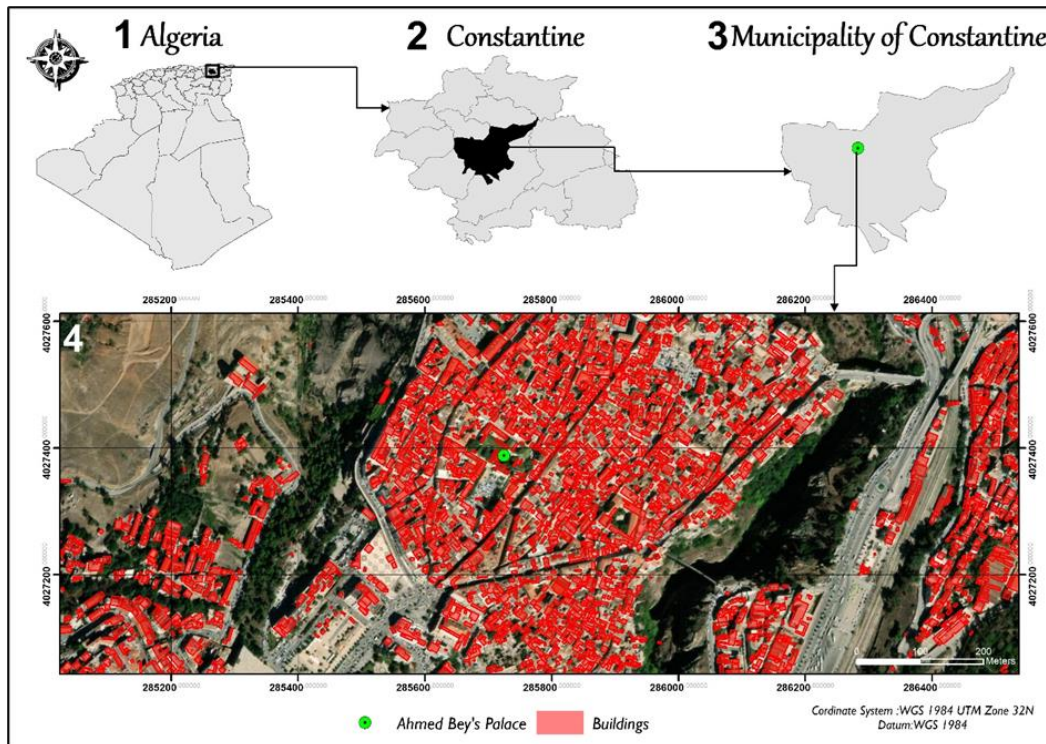 1 Algeria
2 Constantine
3 Municipality of Constantine
285200 285400 285600 285800 286000 286200 286400
4
4027600 4027600
4027400 4027400
4027200 4027200
0 100 200
Meters
285200 285400 285600 285800 286000 286200 286400
Ahmed Bey's Palace Buildings
Cordinate System :WGS 1984 UTM Zone 32N
Datum:WGS 1984